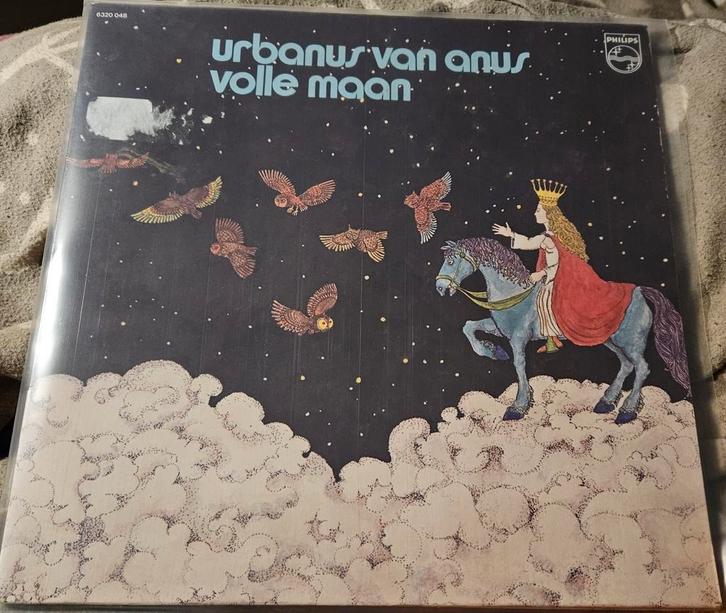 6320 048
urbanus van anus
volle maan
PHILIPS